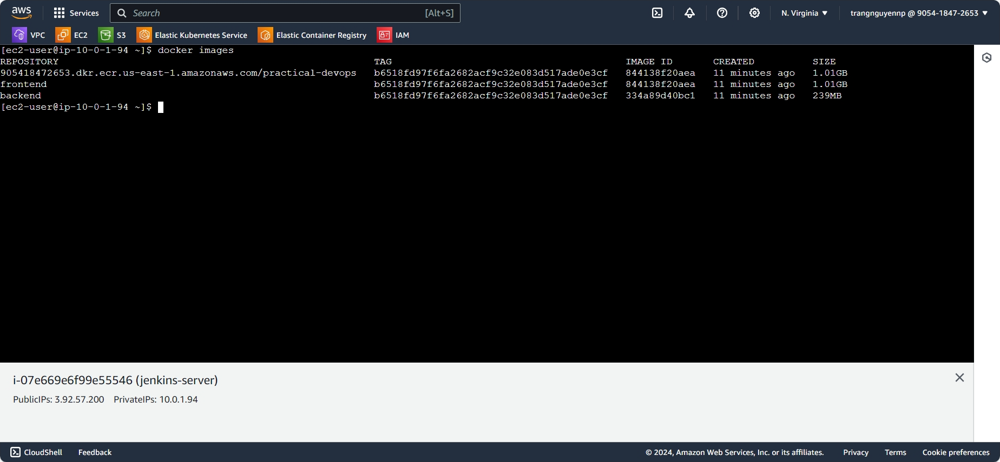 aws Services Search [Alt+S] N. Virginia ▼ trangnguyennp @ 9054-1847-2653 ▼
VPC EC2 S3 Elastic Kubernetes Service Elastic Container Registry IAM
[ec2-user@ip-10-0-1-94 ~]$ docker images
REPOSITORY TAG IMAGE ID CREATED SIZE
905418472653.dkr.ecr.us-east-1.amazonaws.com/practical-devops b6518fd97f6fa2682acf9c32e083d517ade0e3cf 844138f20aea 11 minutes ago 1.01GB
frontend b6518fd97f6fa2682acf9c32e083d517ade0e3cf 844138f20aea 11 minutes ago 1.01GB
backend b6518fd97f6fa2682acf9c32e083d517ade0e3cf 334a89d40bc1 11 minutes ago 239MB
[ec2-user@ip-10-0-1-94 ~]$
i-07e669e6f99e55546 (jenkins-server)
PublicIPs: 3.92.57.200 PrivateIPs: 10.0.1.94
CloudShell Feedback © 2024, Amazon Web Services, Inc. or its affiliates. Privacy Terms Cookie preferences